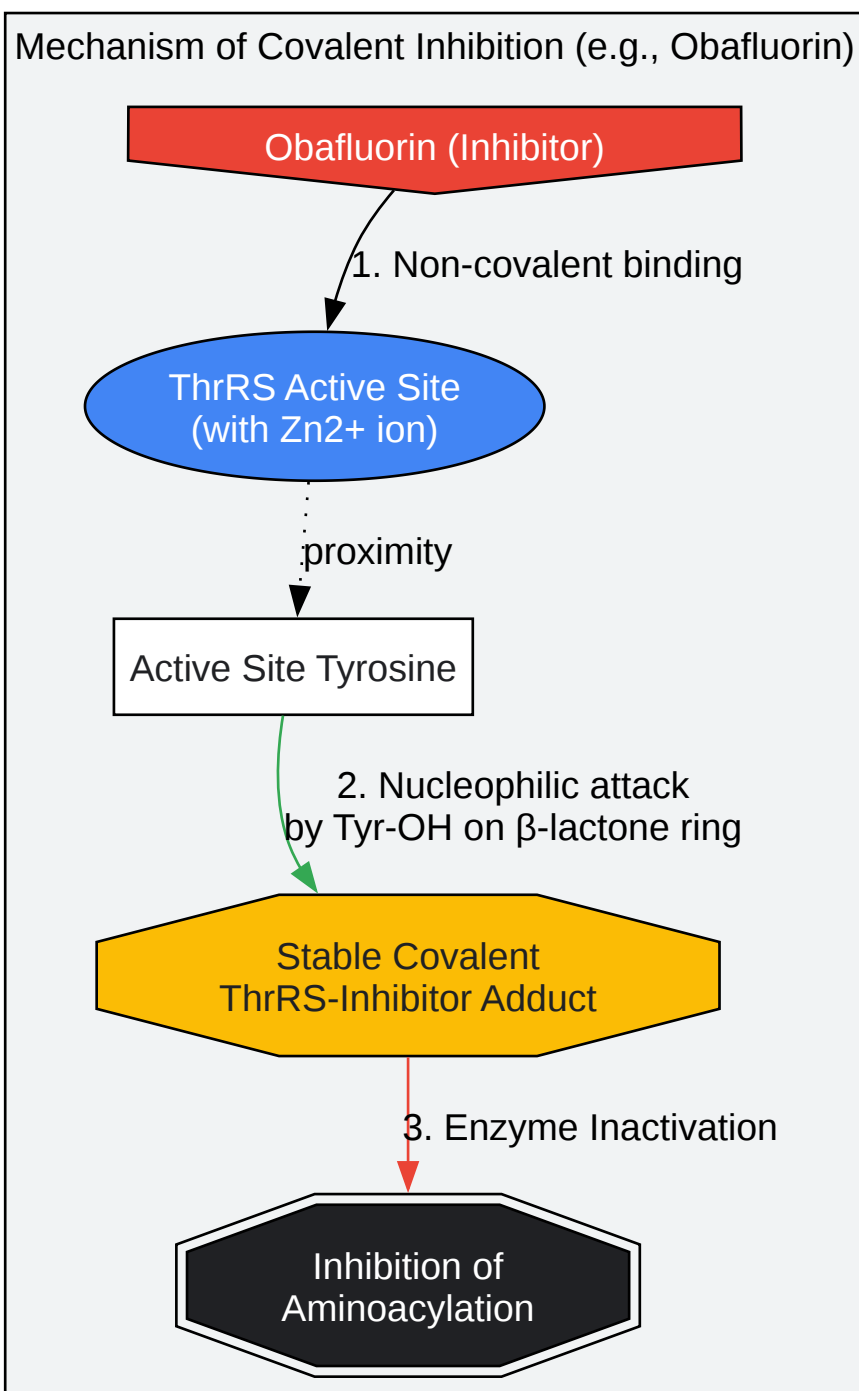 Mechanism of Covalent Inhibition (e.g., Obafluorin)
Obafluorin (Inhibitor)
1. Non-covalent binding
ThrRS Active Site
(with Zn2+ ion)
proximity
Active Site Tyrosine
2. Nucleophilic attack
by Tyr-OH on β-lactone ring
Stable Covalent
ThrRS-Inhibitor Adduct
3. Enzyme Inactivation
Inhibition of
Aminoacylation